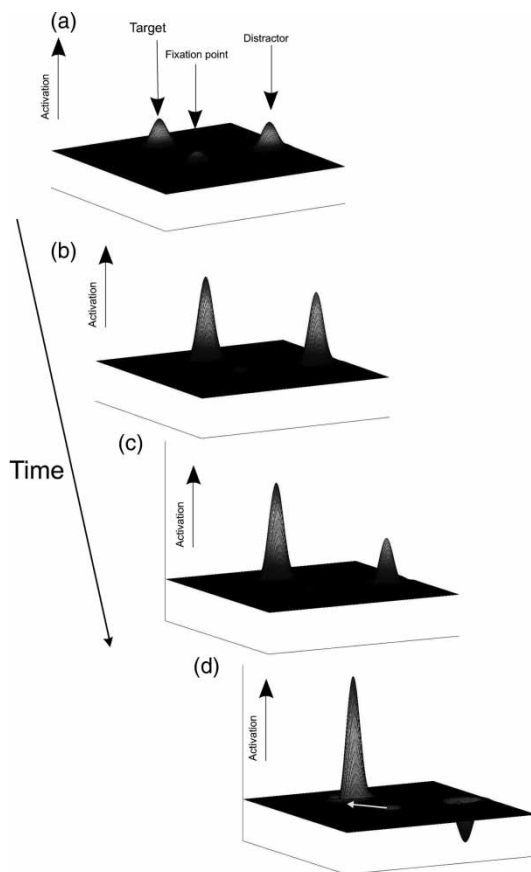 (a)
Target
Fixation point
Distractor
Activation
(b)
Activation
Time
(c)
Activation
(d)
Activation